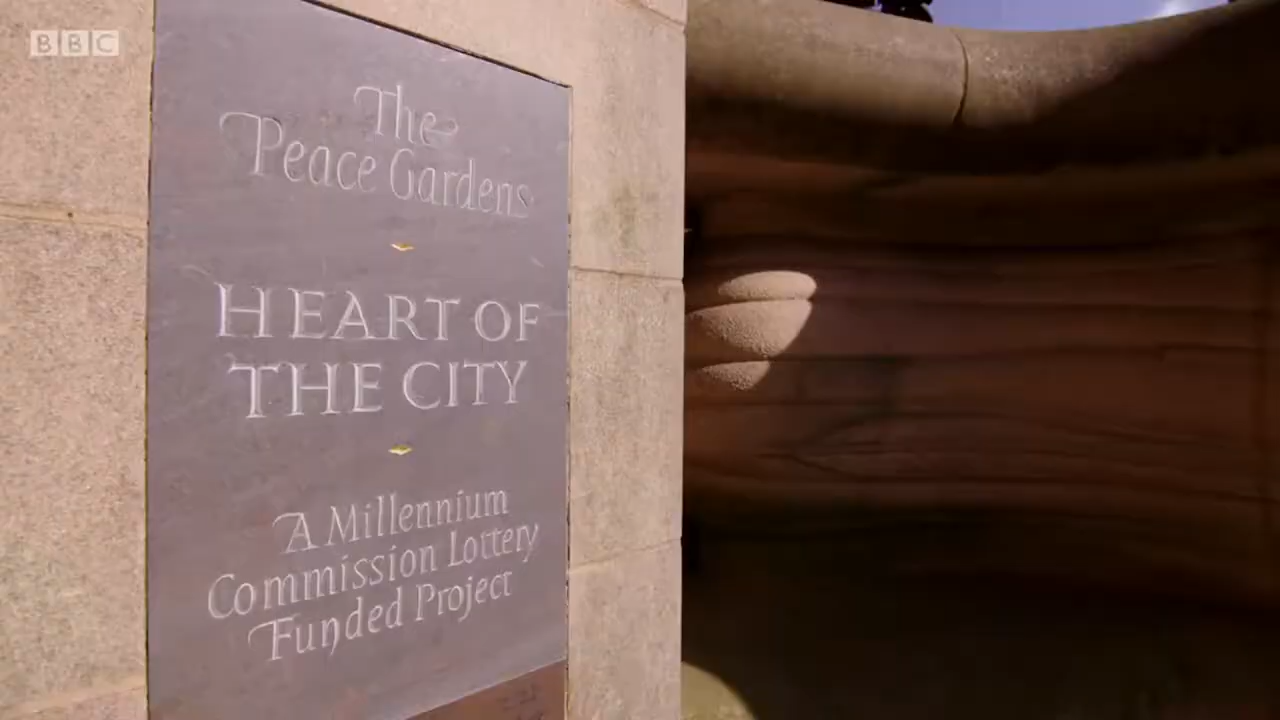 BBC
The
Peace Gardens
HEART OF
THE CITY
A Millennium
Commission Lottery
Funded Project